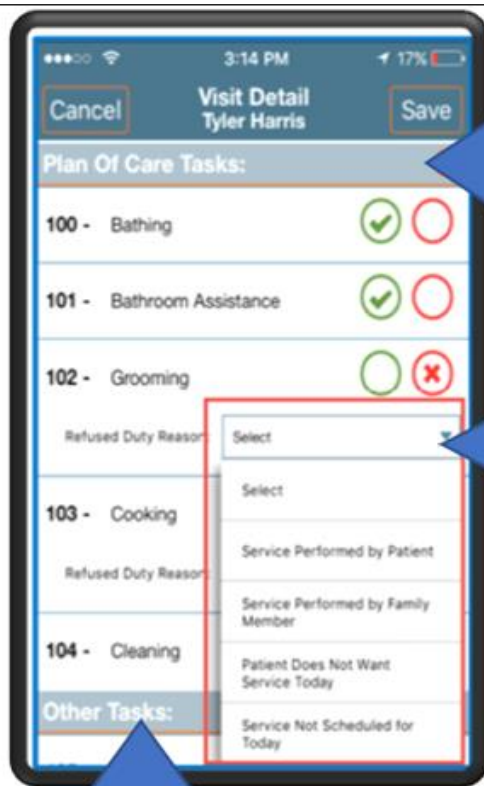 3:14 PM
17%
Cancel
Visit Detail
Tyler Harris
Save
Plan Of Care Tasks:
100 - Bathing
101 - Bathroom Assistance
102 - Grooming
Refused Duty Reason:
Select
Select
Service Performed by Patient
Service Performed by Family
Member
Patient Does Not Want
Service Today
Service Not Scheduled for
Today
103 - Cooking
Refused Duty Reason:
104 - Cleaning
Other Tasks: